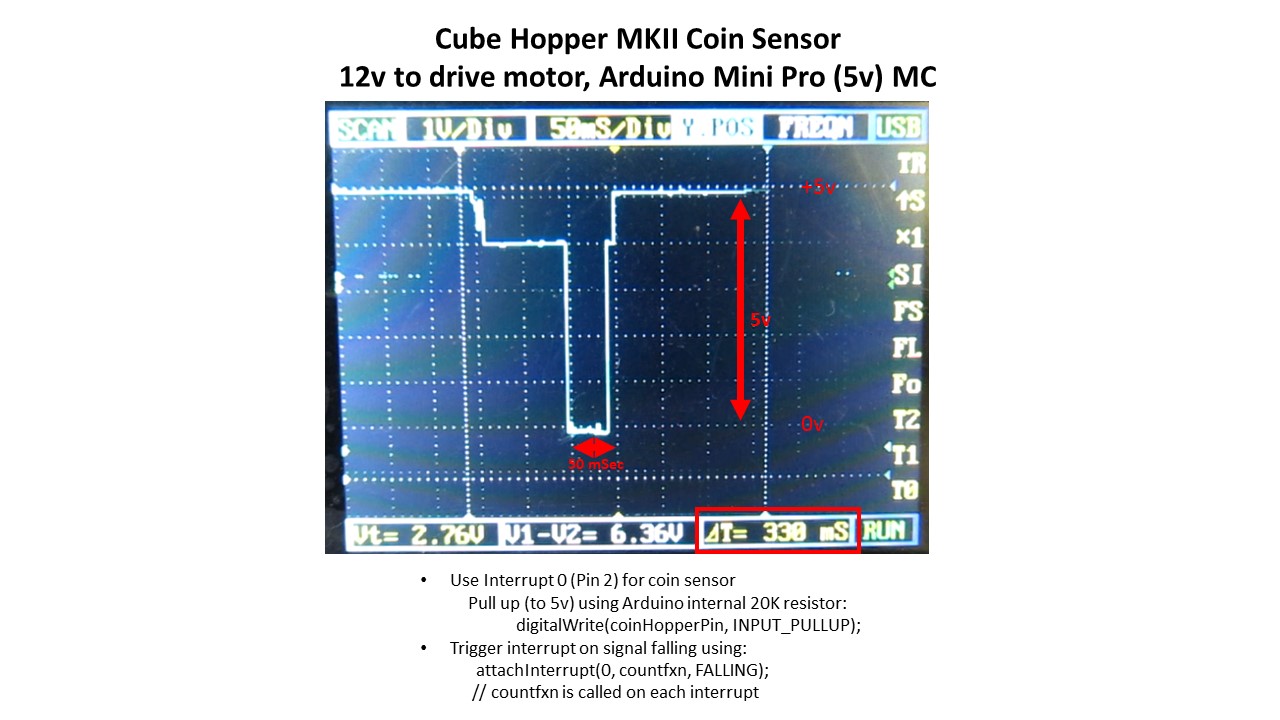 Cube Hopper MKII Coin Sensor
12v to drive motor, Arduino Mini Pro (5v) MC
SCAN 1V/Div 50mS/Div Y.POS FREQN USB
TR
+5v
↑S
×1
SI
FS
5v
FL
Fo
T2
0v
T1
50 mSec
T0
Vt= 2.76V V1-V2= 6.36V ΔT= 330 mS RUN
• Use Interrupt 0 (Pin 2) for coin sensor
Pull up (to 5v) using Arduino internal 20K resistor:
digitalWrite(coinHopperPin, INPUT_PULLUP);
• Trigger interrupt on signal falling using:
attachInterrupt(0, countfxn, FALLING);
// countfxn is called on each interrupt